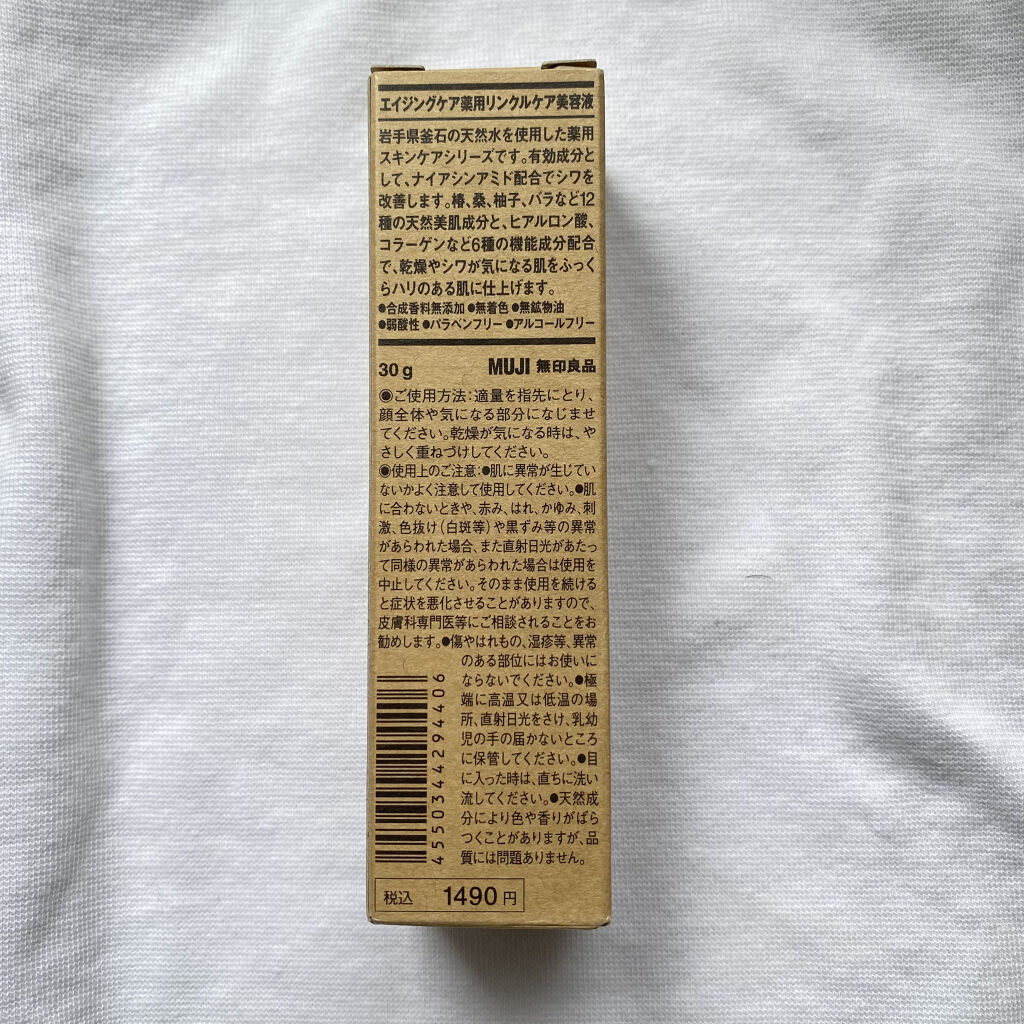 エイジングケア薬用リンクルケア美容液
岩手県釜石の天然水を使用した薬用
スキンケアシリーズです。有効成分と
して、ナイアシンアミド配合でシワを
改善します。椿、桑、柚子、バラなど12
種の天然美肌成分と、ヒアルロン酸、
コラーゲンなど6種の機能成分配合
で、乾燥やシワが気になる肌をふっく
らハリのある肌に仕上げます。
●合成香料無添加 ●無着色 ●無鉱物油
●弱酸性 ●パラベンフリー ●アルコールフリー
30g MUJI 無印良品
◉ご使用方法：適量を指先にとり、
顔全体や気になる部分になじませ
てください。乾燥が気になる時は、や
さしく重ねづけしてください。
◉使用上のご注意：●肌に異常が生じてい
ないかよく注意して使用してください。●肌
に合わないときや、赤み、はれ、かゆみ、刺
激、色抜け（白斑等）や黒ずみ等の異常
があらわれた場合、また直射日光があたっ
て同様の異常があらわれた場合は使用を
中止してください。そのまま使用を続ける
と症状を悪化させることがありますので、
皮膚科専門医等にご相談されることをお
勧めします。●傷やはれもの、湿疹等、異常
のある部位にはお使いに
ならないでください。●極
端に高温又は低温の場
所、直射日光をさけ、乳幼
児の手の届かないところ
に保管してください。●目
に入った時は、直ちに洗い
流してください。●天然成
分により色や香りがばら
つくことがありますが、品
質には問題ありません。
4550344294406
税込 1490円